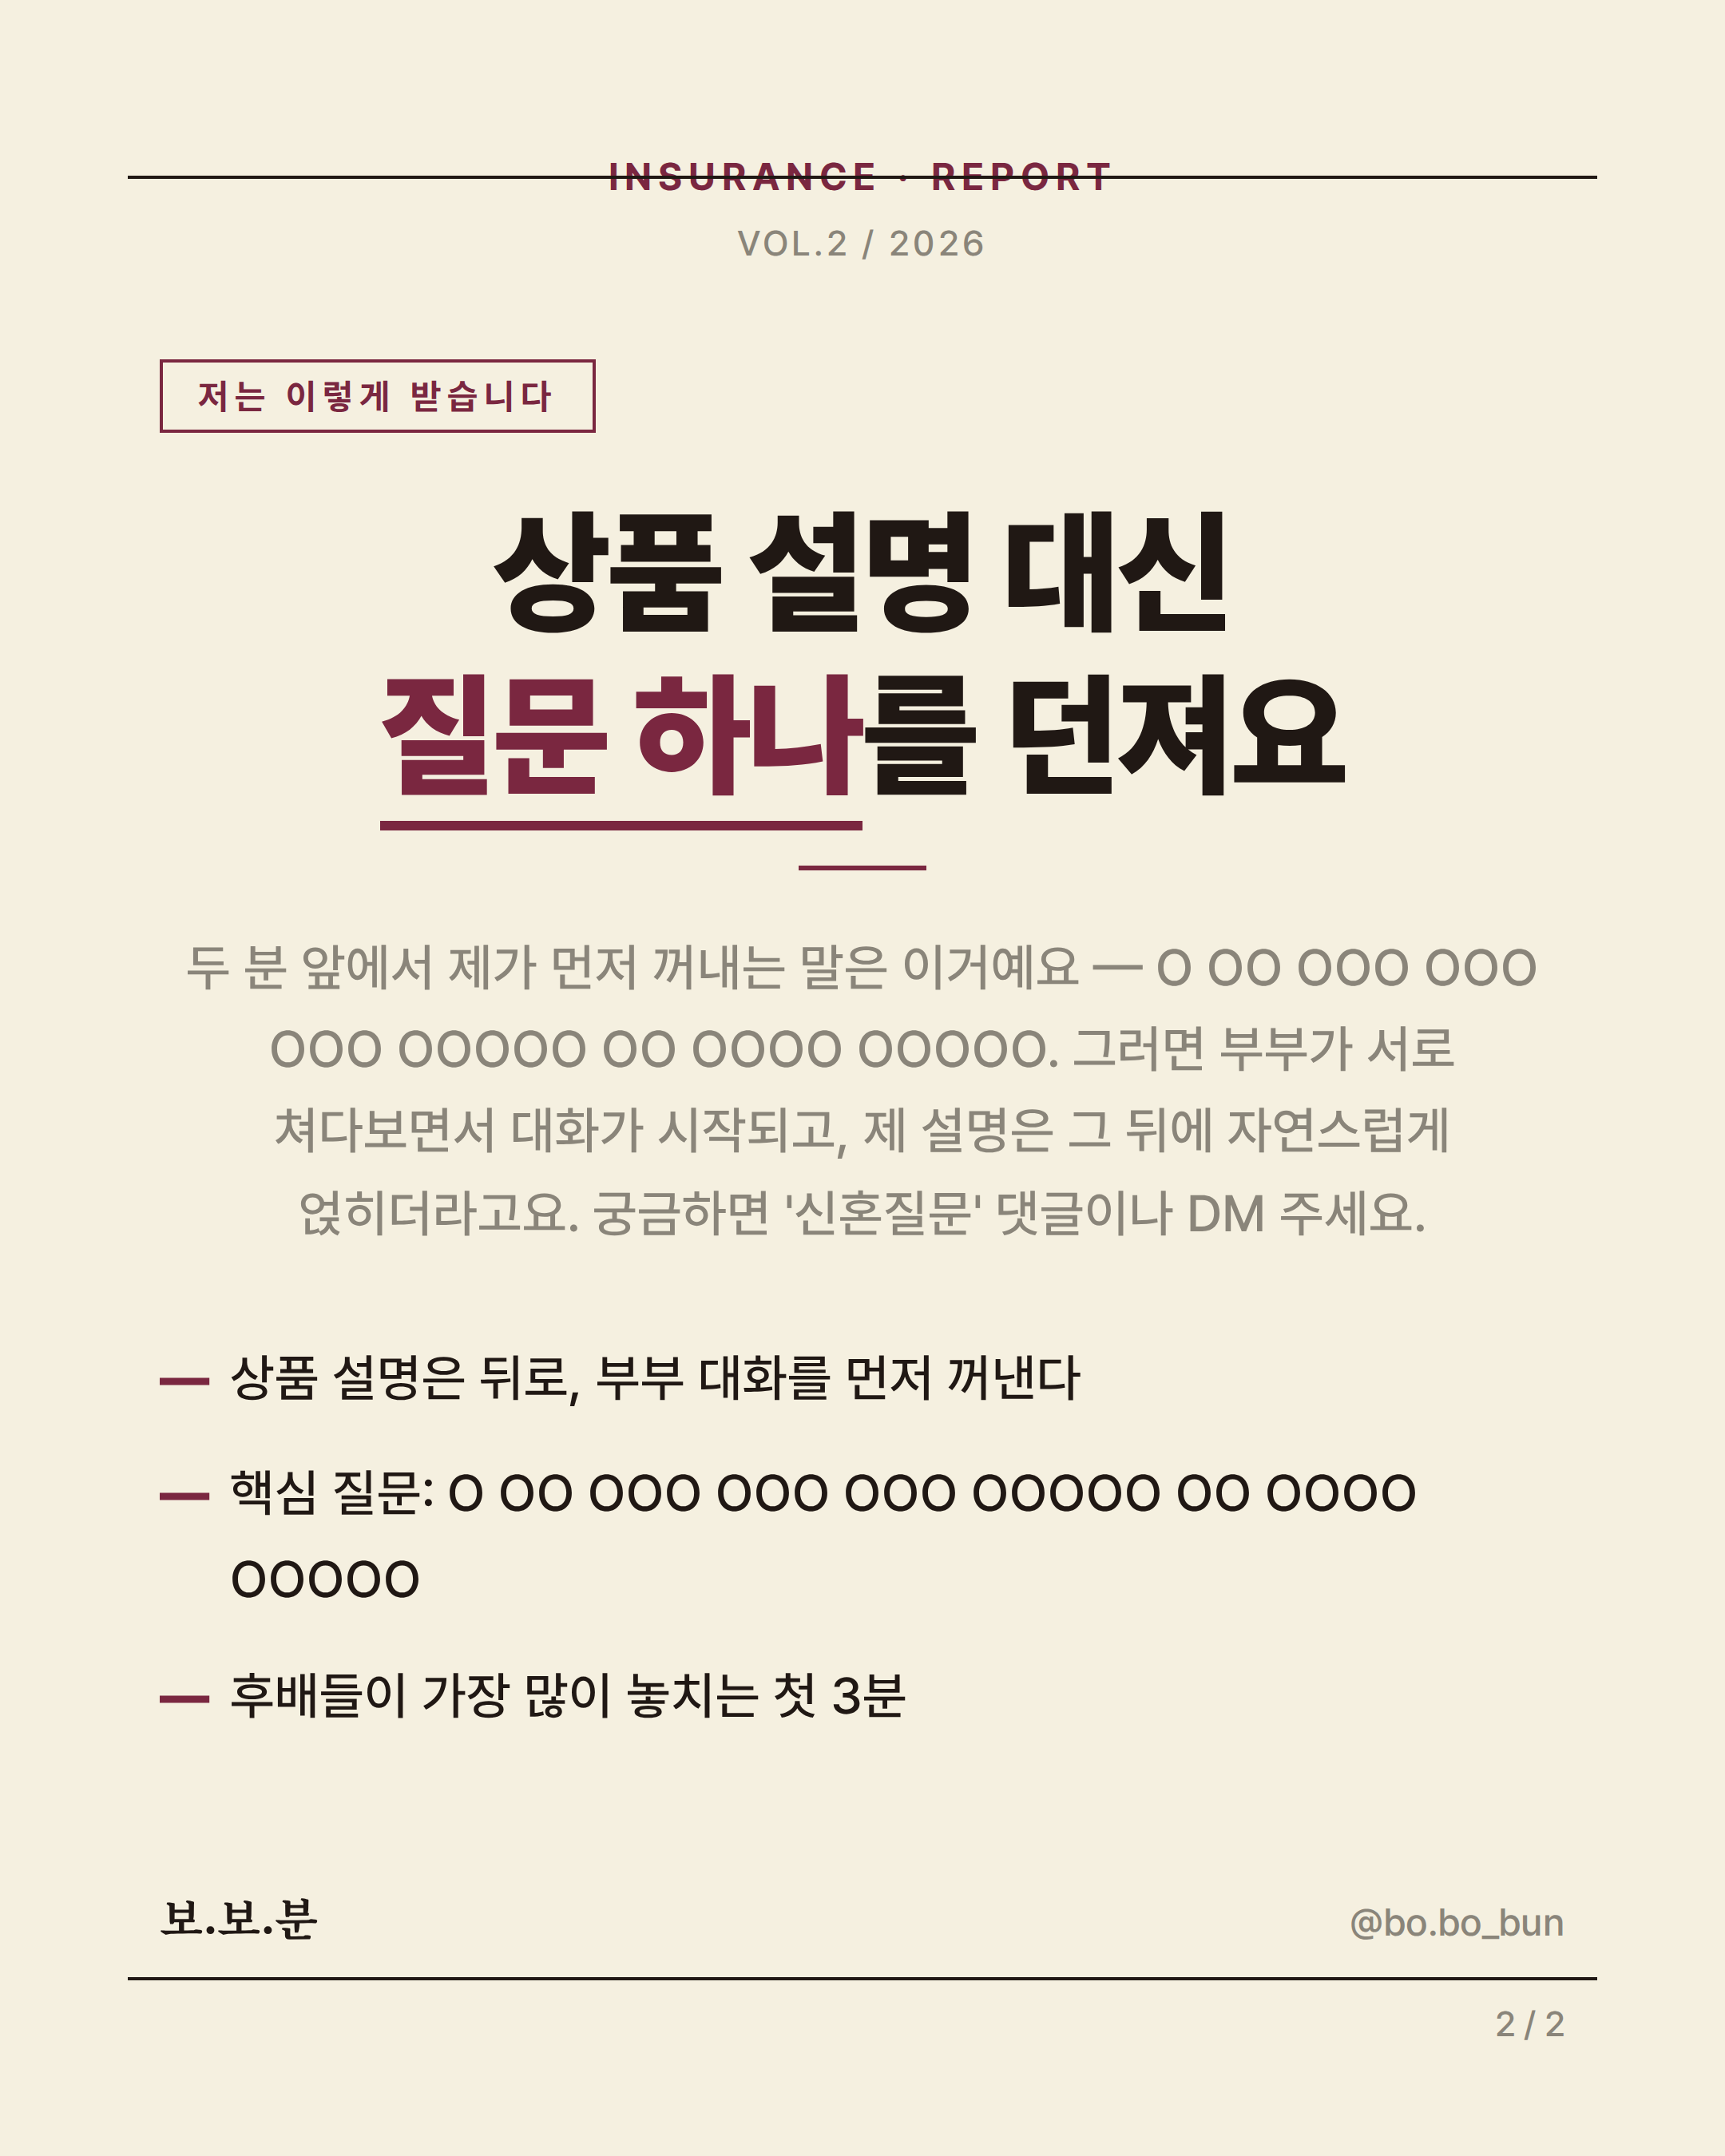 INSURANCE · REPORT
VOL.2 / 2026
저는 이렇게 받습니다
상품 설명 대신
질문 하나를 던져요
두 분 앞에서 제가 먼저 꺼내는 말은 이거예요 — O OO OOO OOO
OOO OOOOO OO OOOO OOOOO. 그러면 부부가 서로
쳐다보면서 대화가 시작되고, 제 설명은 그 뒤에 자연스럽게
얹히더라고요. 궁금하면 '신혼질문' 댓글이나 DM 주세요.
— 상품 설명은 뒤로, 부부 대화를 먼저 꺼낸다
— 핵심 질문: O OO OOO OOO OOO OOOOO OO OOOO
OOOOO
— 후배들이 가장 많이 놓치는 첫 3분
보.보.분
@bo.bo_bun
2 / 2